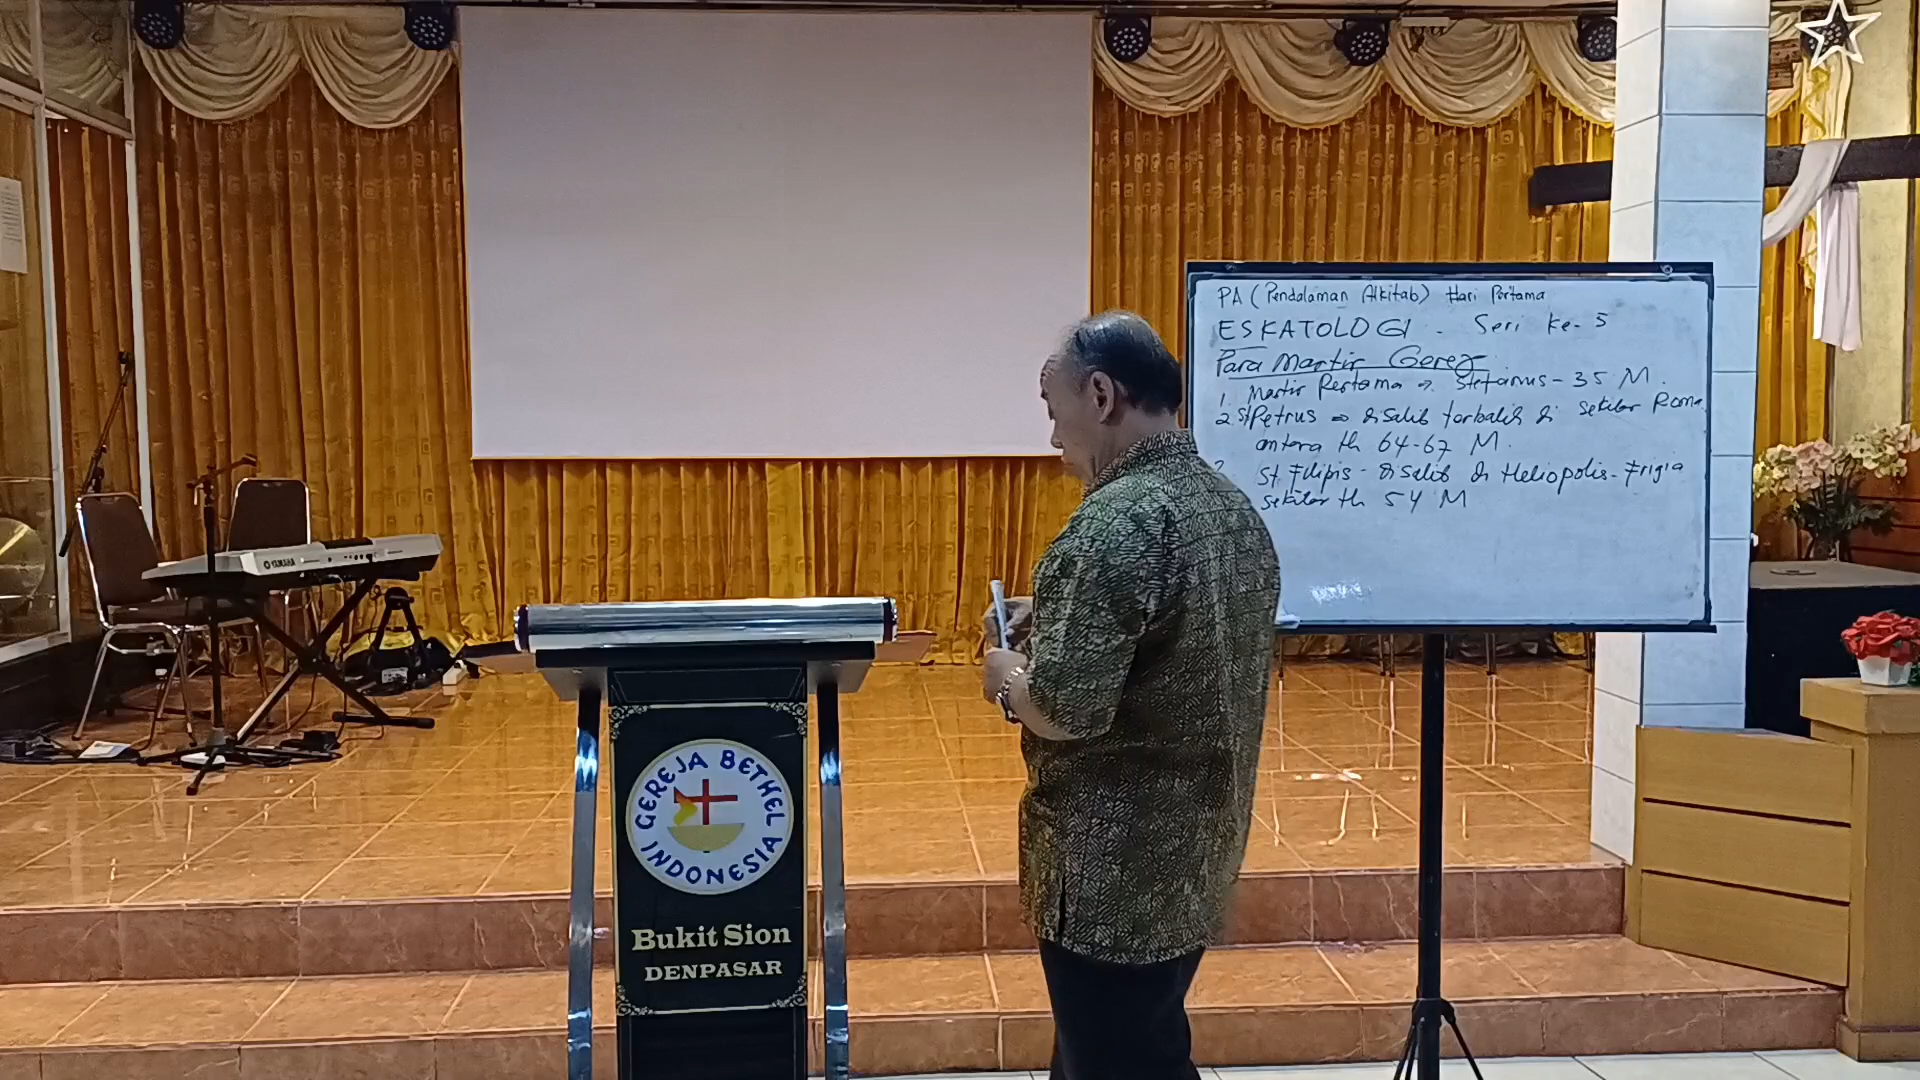 PA (Pendalaman Alkitab) Hari Pertama
ESKATOLOGI - Seri ke-5
Para Martir Gereja
1. Martir Pertama → Stefanus - 35 M.
2. St Petrus ⇒ disalib terbalik di sekitar Roma
antara th 64-67 M.
St Filipis - disalib di Heliopolis - Frigia
sekitar th 54 M
YAMAHA
GEREJA BETHEL INDONESIA
Bukit Sion
DENPASAR